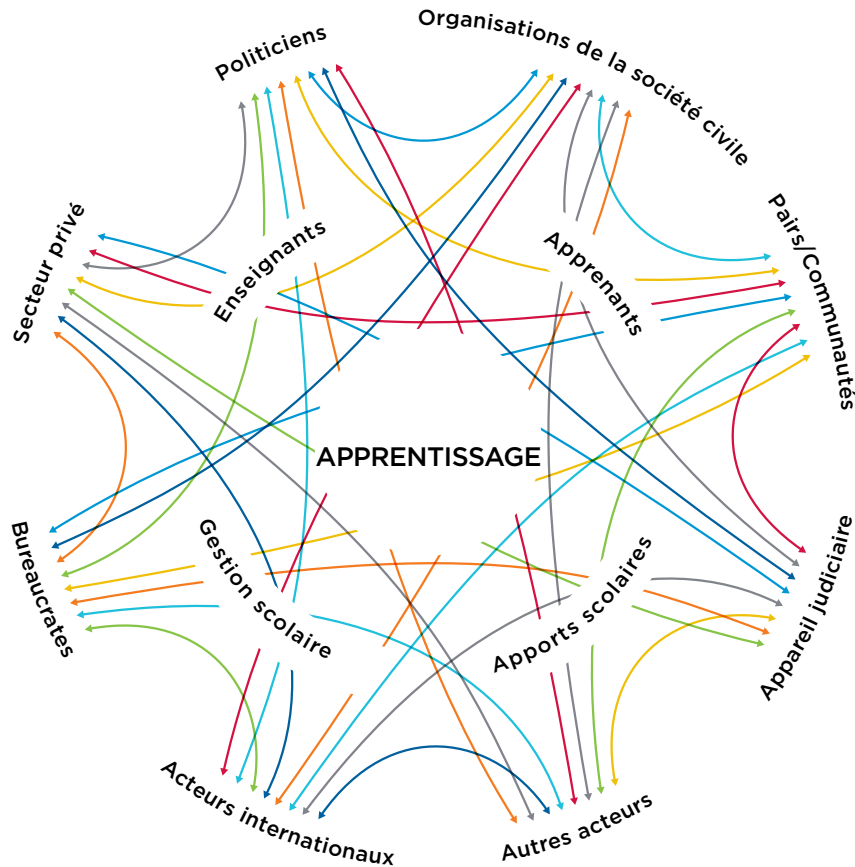 Politiciens
Organisations de la société civile
Secteur privé
Enseignants
Apprenants
Pairs/Communautés
APPRENTISSAGE
Bureaucrates
Gestion scolaire
Apports scolaires
Appareil judiciaire
Acteurs internationaux
Autres acteurs